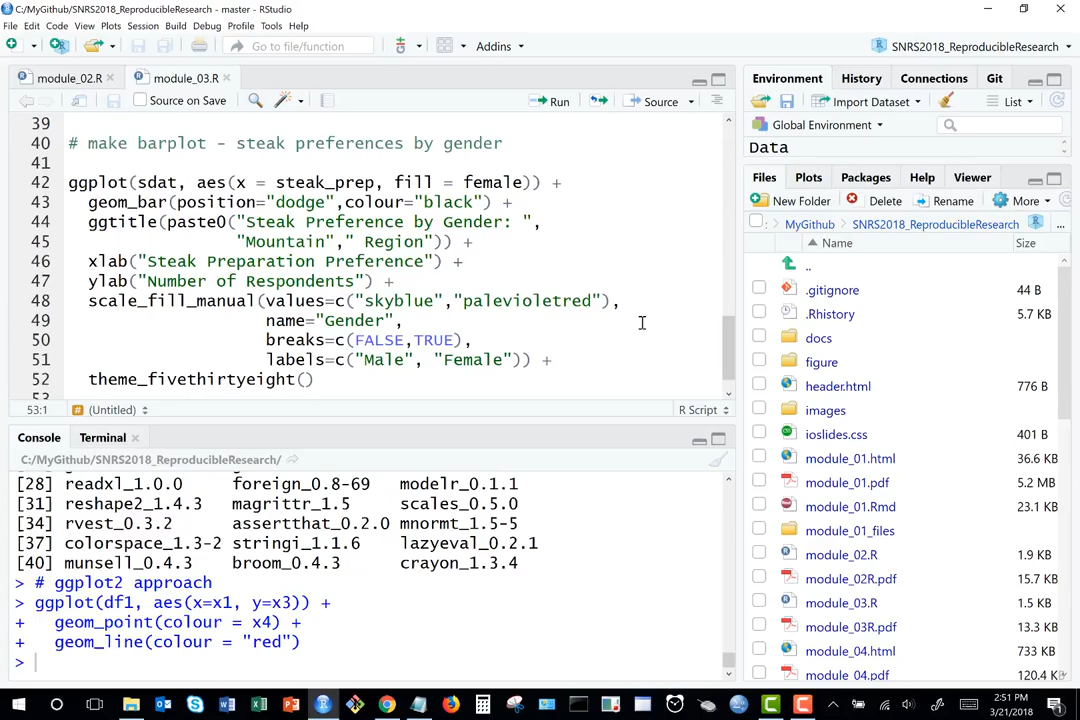 C:/MyGithub/SNRS2018_ReproducibleResearch - master - RStudio
File Edit Code View Plots Session Build Debug Profile Tools Help
Go to file/function Addins SNRS2018_ReproducibleResearch
module_02.R module_03.R
Source on Save Run Source
39
40 # make barplot - steak preferences by gender
41
42 ggplot(sdat, aes(x = steak_prep, fill = female)) +
43 geom_bar(position="dodge",colour="black") +
44 ggtitle(paste0("Steak Preference by Gender: ",
45 "Mountain"," Region")) +
46 xlab("Steak Preparation Preference") +
47 ylab("Number of Respondents") +
48 scale_fill_manual(values=c("skyblue","palevioletred"),
49 name="Gender",
50 breaks=c(FALSE,TRUE),
51 labels=c("Male", "Female")) +
52 theme_fivethirtyeight()
53:1 (Untitled) R Script
Console Terminal
C:/MyGithub/SNRS2018_ReproducibleResearch/
[28] readxl_1.0.0 foreign_0.8-69 modelr_0.1.1
[31] reshape2_1.4.3 magrittr_1.5 scales_0.5.0
[34] rvest_0.3.2 assertthat_0.2.0 mnormt_1.5-5
[37] colorspace_1.3-2 stringi_1.1.6 lazyeval_0.2.1
[40] munsell_0.4.3 broom_0.4.3 crayon_1.3.4
> # ggplot2 approach
> ggplot(df1, aes(x=x1, y=x3)) +
+ geom_point(colour = x4) +
+ geom_line(colour = "red")
>
Environment History Connections Git
Import Dataset List
Global Environment
Data
Files Plots Packages Help Viewer
New Folder Delete Rename More
MyGithub SNRS2018_ReproducibleResearch ...
Name Size
..
.gitignore 44 B
.Rhistory 5.7 KB
docs
figure
header.html 776 B
images
ioslides.css 401 B
module_01.html 36.6 KB
module_01.pdf 5.2 MB
module_01.Rmd 23.1 KB
module_01_files
module_02.R 1.9 KB
module_02R.pdf 15.7 KB
module_03.R 1.5 KB
module_03R.pdf 13.3 KB
module_04.html 733 KB
module_04.pdf 120.4 KB
2:51 PM
3/21/2018